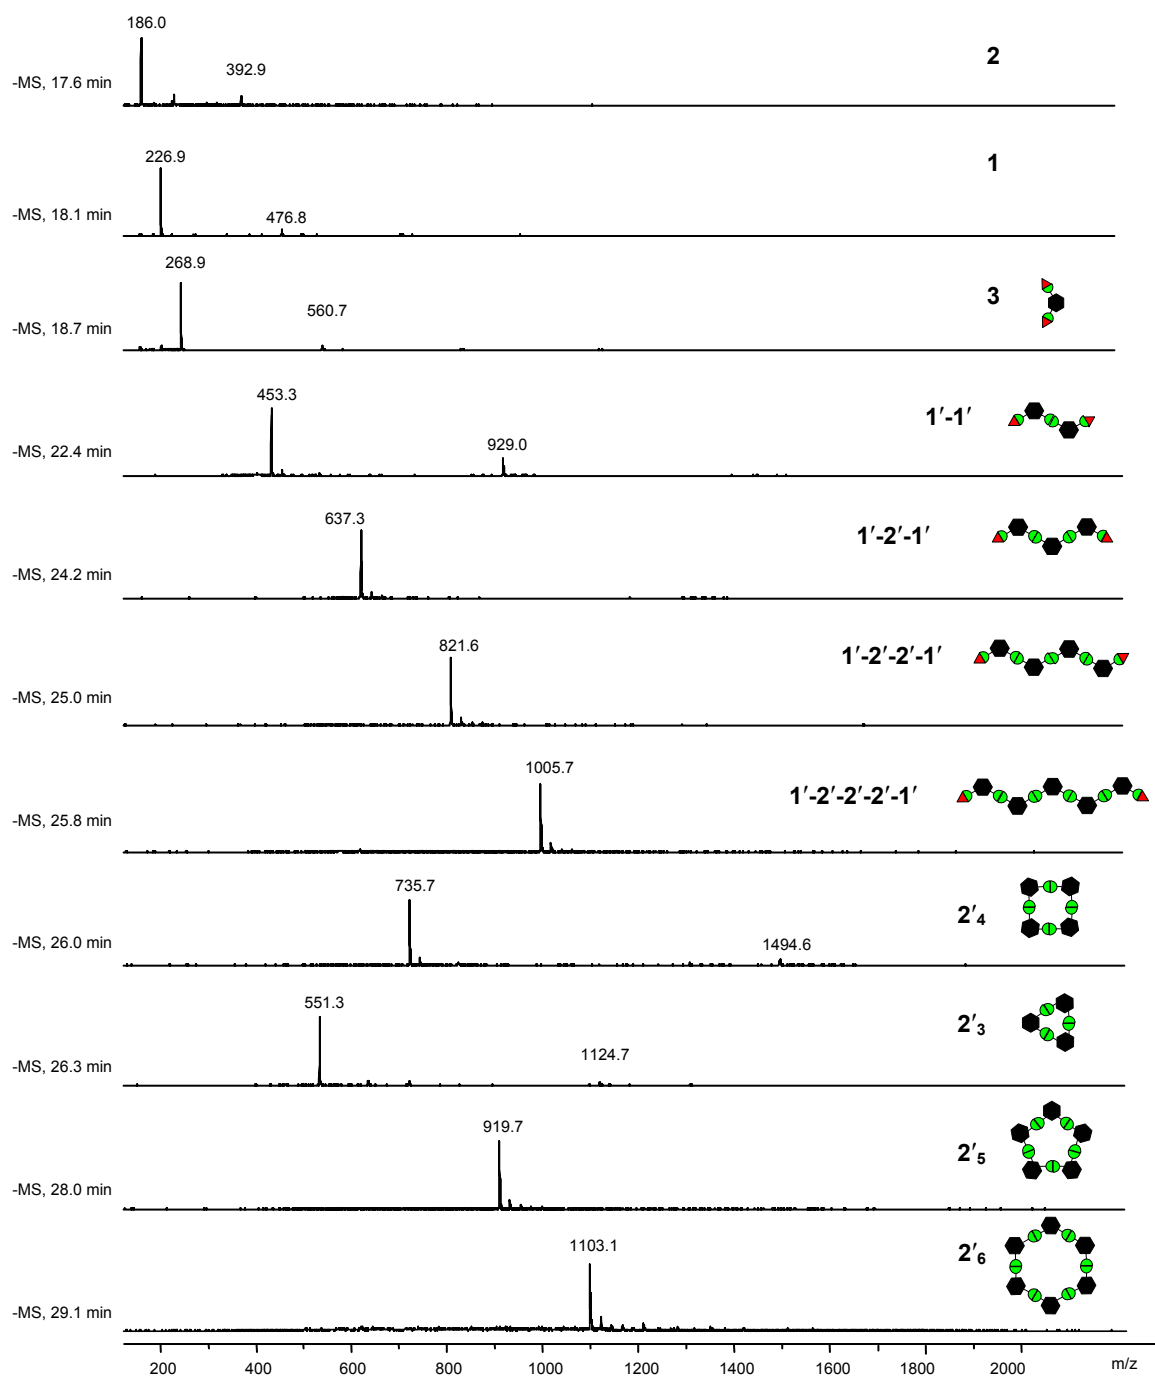 186.0
392.9
2
-MS, 17.6 min
226.9
476.8
1
-MS, 18.1 min
268.9
560.7
3
-MS, 18.7 min
453.3
929.0
1′-1′
-MS, 22.4 min
637.3
1′-2′-1′
-MS, 24.2 min
821.6
1′-2′-2′-1′
-MS, 25.0 min
1005.7
1′-2′-2′-2′-1′
-MS, 25.8 min
735.7
1494.6
2′4
-MS, 26.0 min
551.3
1124.7
2′3
-MS, 26.3 min
919.7
2′5
-MS, 28.0 min
1103.1
2′6
-MS, 29.1 min
200 400 600 800 1000 1200 1400 1600 1800 2000 m/z